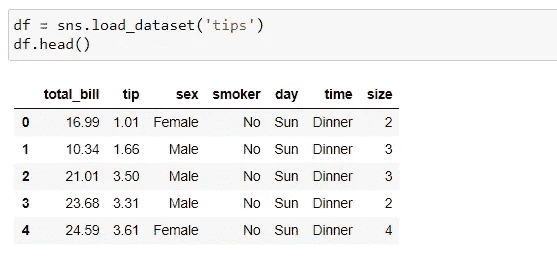 df = sns.load_dataset('tips')
df.head()
total_bill tip sex smoker day time size
0 16.99 1.01 Female No Sun Dinner 2
1 10.34 1.66 Male No Sun Dinner 3
2 21.01 3.50 Male No Sun Dinner 3
3 23.68 3.31 Male No Sun Dinner 2
4 24.59 3.61 Female No Sun Dinner 4